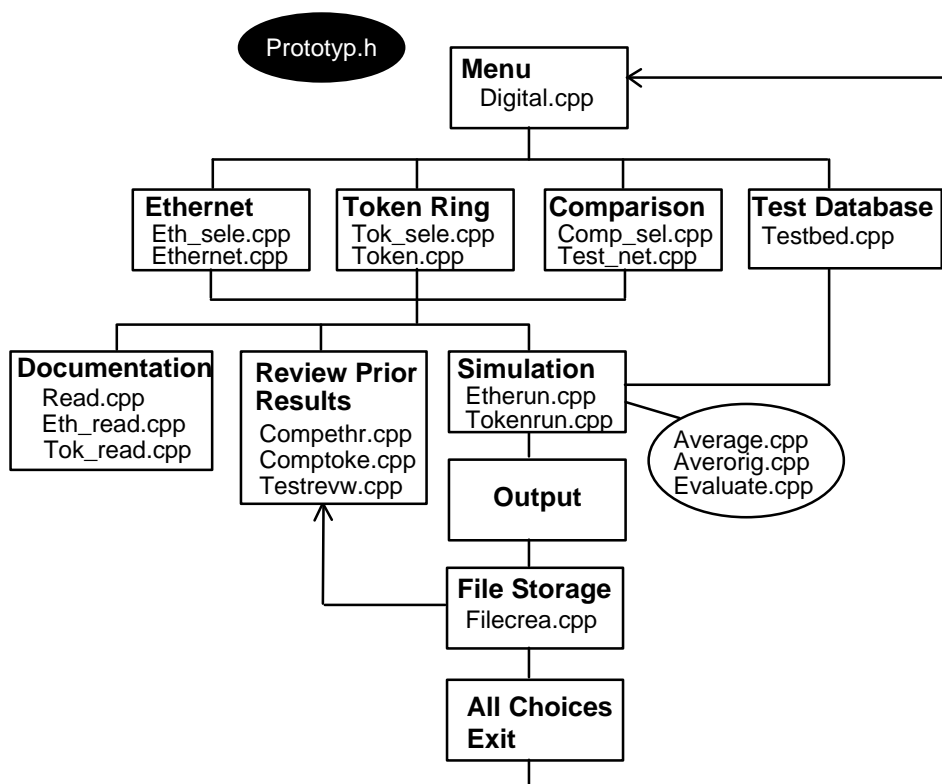 Prototyp.h
Menu
Digital.cpp
Ethernet
Eth_sele.cpp
Ethernet.cpp
Token Ring
Tok_sele.cpp
Token.cpp
Comparison
Comp_sel.cpp
Test_net.cpp
Test Database
Testbed.cpp
Documentation
Read.cpp
Eth_read.cpp
Tok_read.cpp
Review Prior
Results
Compethr.cpp
Comptoke.cpp
Testrevw.cpp
Simulation
Etherun.cpp
Tokenrun.cpp
Average.cpp
Averorig.cpp
Evaluate.cpp
Output
File Storage
Filecrea.cpp
All Choices
Exit